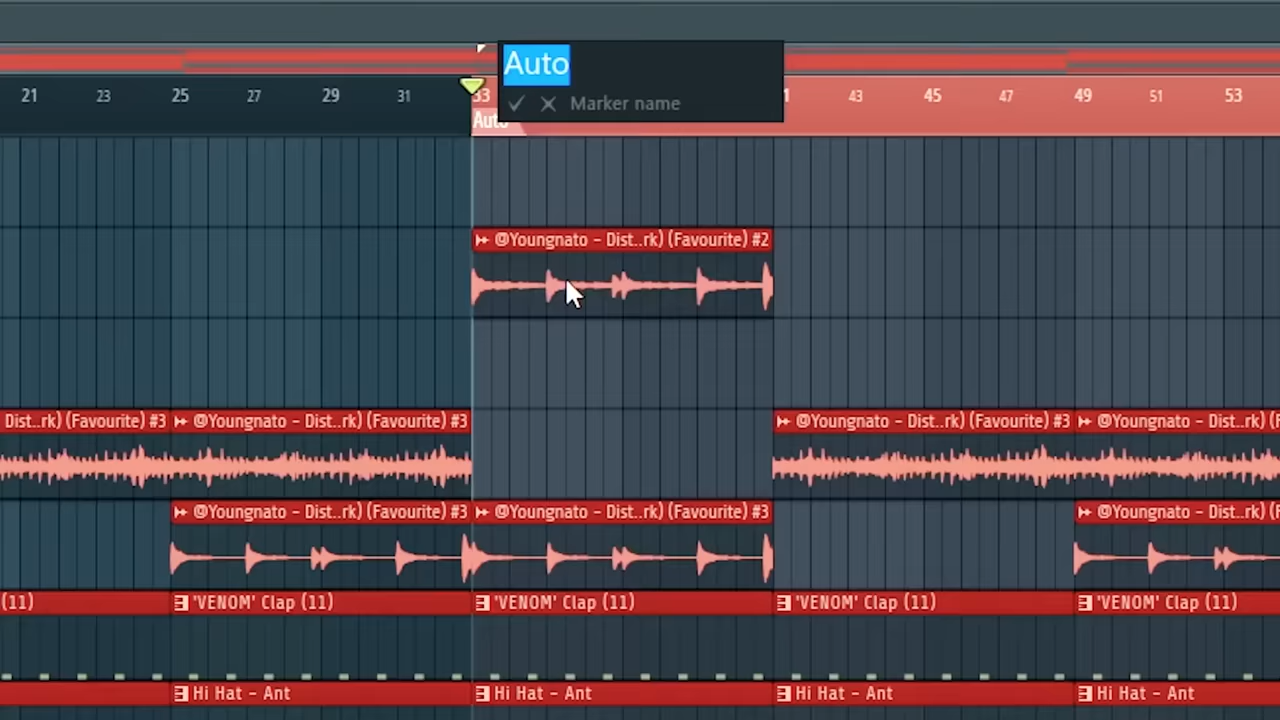 Auto
Marker name
21 23 25 27 29 31 33 1 43 45 47 49 51 53
Auto
@Youngnato - Dist..rk) (Favourite) #2
Dist..rk) (Favourite) #3 @Youngnato - Dist..rk) (Favourite) #3 @Youngnato - Dist..rk) (Favourite) #3 @Youngnato - Dist..rk) (F
@Youngnato - Dist..rk) (Favourite) #3 @Youngnato - Dist..rk) (Favourite) #3 @Youngnato - Dist..rk) (F
(11) 'VENOM' Clap (11) 'VENOM' Clap (11) 'VENOM' Clap (11) 'VENOM' Clap (11)
Hi Hat - Ant Hi Hat - Ant Hi Hat - Ant Hi Hat - Ant